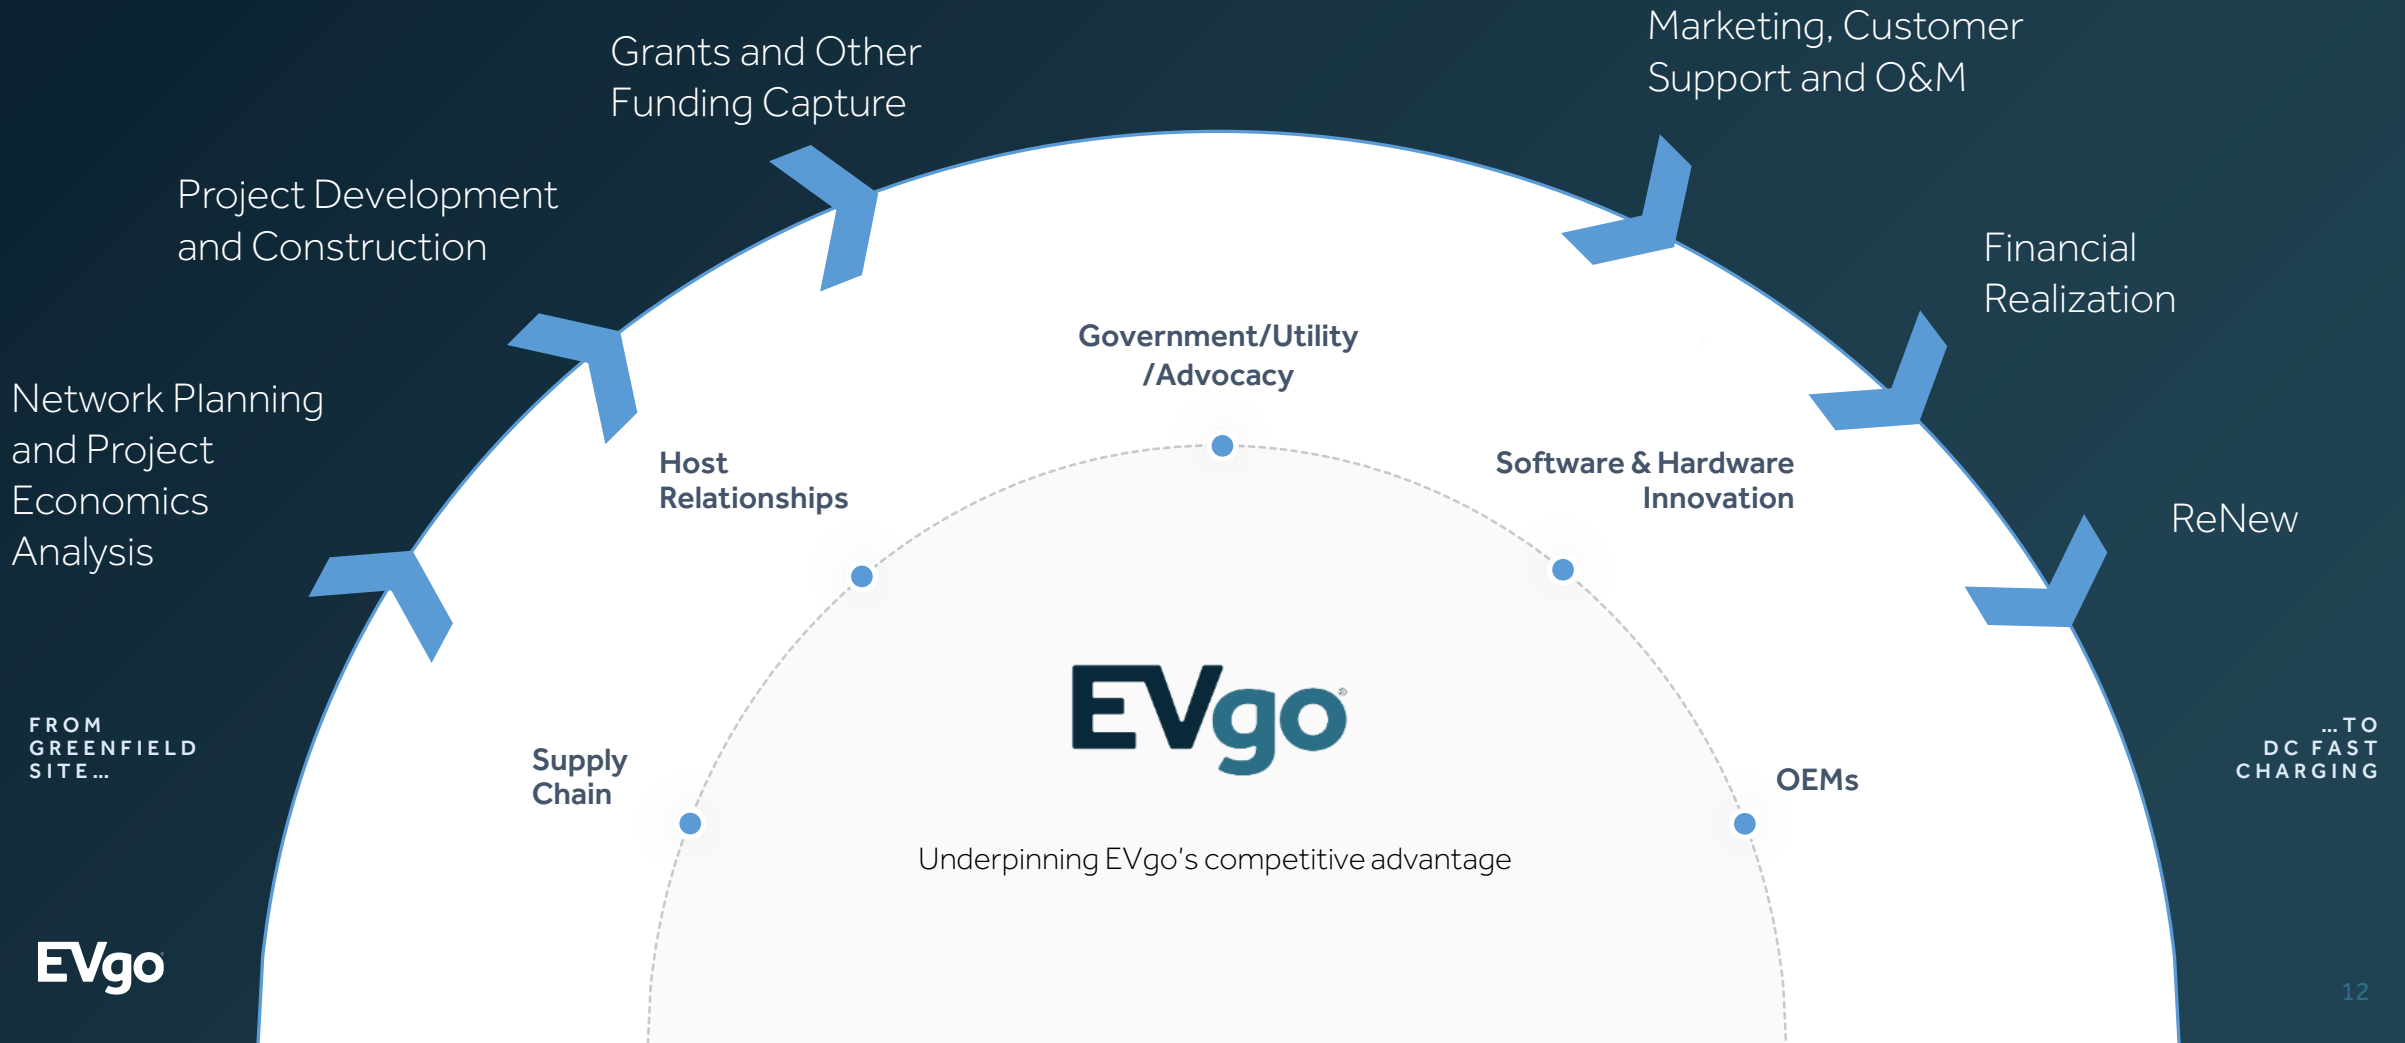 Grants and Other
Funding Capture
Marketing, Customer
Support and O&M
Project Development
and Construction
Financial
Realization
Network Planning
and Project
Economics
Analysis
ReNew
Government/Utility
/Advocacy
Host
Relationships
Software & Hardware
Innovation
Supply
Chain
OEMs
EVgo®
Underpinning EVgo's competitive advantage
FROM
GREENFIELD
SITE...
...TO
DC FAST
CHARGING
EVgo
12